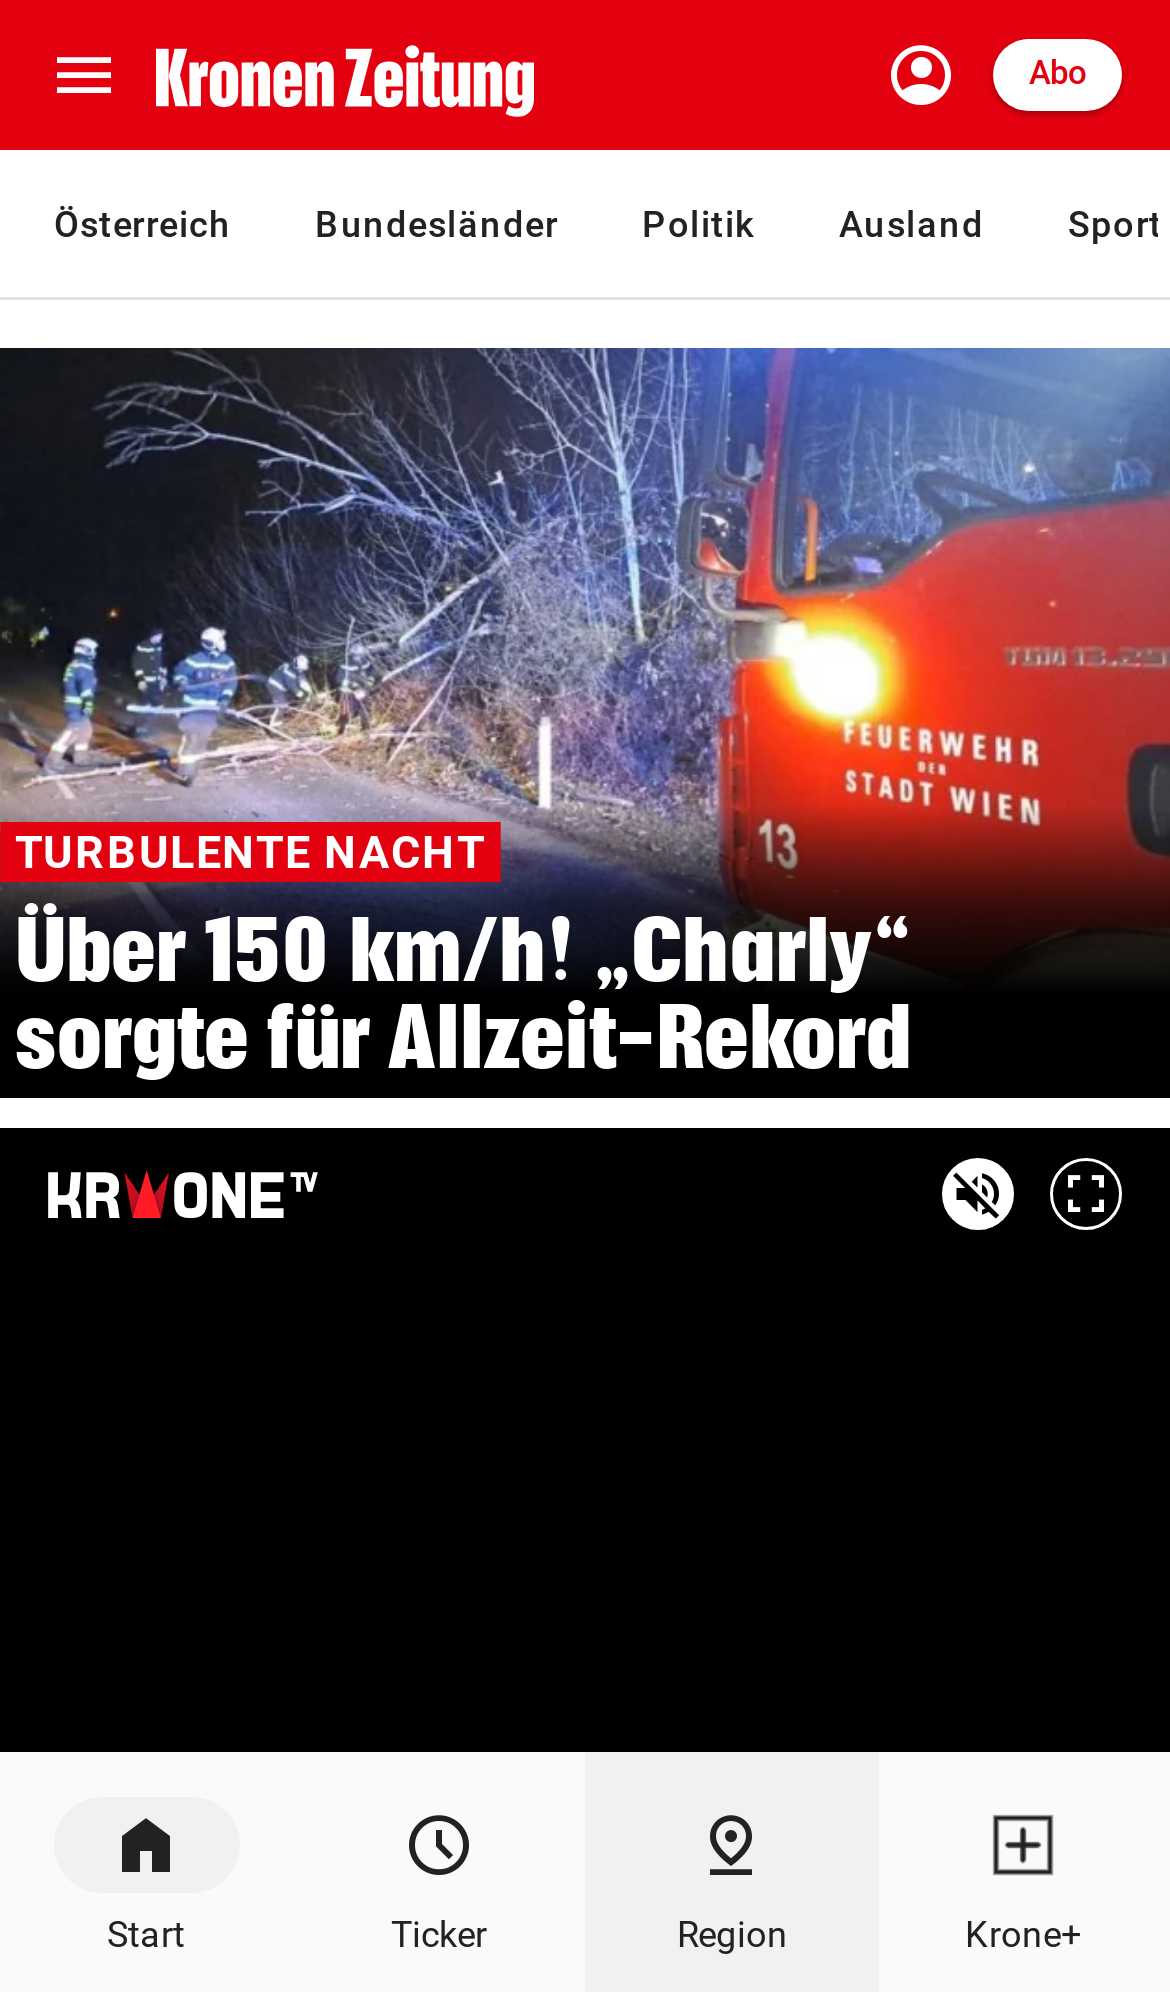 Kronen Zeitung
Abo
Österreich Bundesländer Politik Ausland Sport
FEUERWEHR
DER
STADT WIEN
13
TURBULENTE NACHT
Über 150 km/h! „Charly“
sorgte für Allzeit-Rekord
KRONE TV
Start Ticker Region Krone+